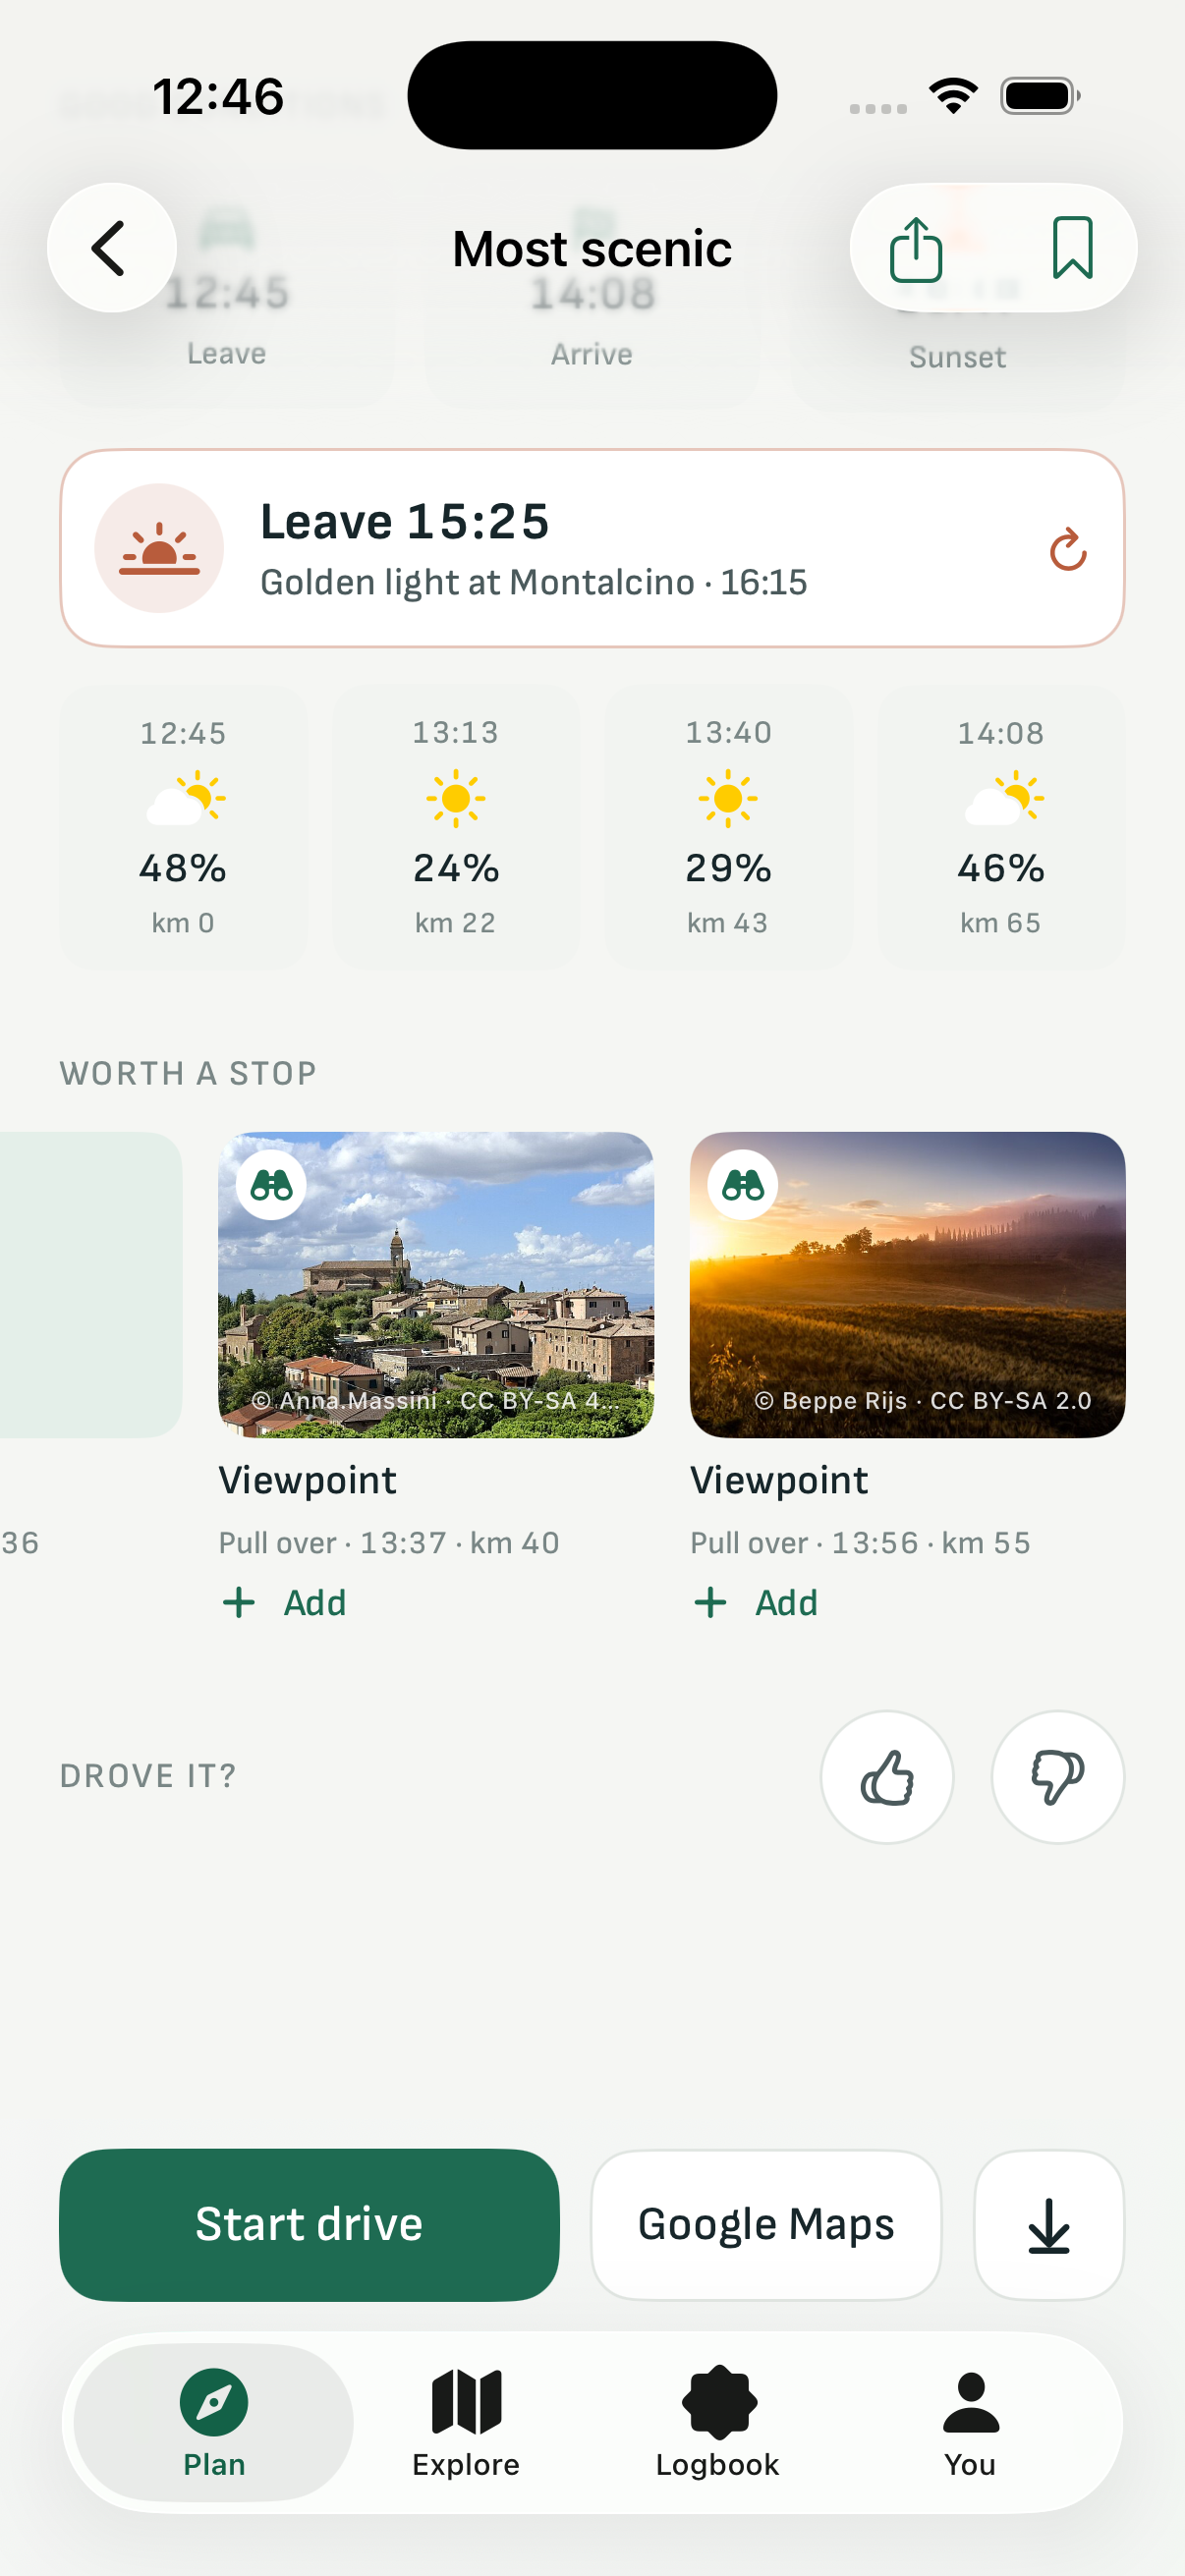 12:46
Most scenic
12:45
14:08
Leave
Arrive
Sunset
Leave 15:25
Golden light at Montalcino · 16:15
12:45
13:13
13:40
14:08
48%
24%
29%
46%
km 0
km 22
km 43
km 65
WORTH A STOP
© Anna.Massini · CC BY-SA 4...
© Beppe Rijs · CC BY-SA 2.0
Viewpoint
Viewpoint
36
Pull over · 13:37 · km 40
Pull over · 13:56 · km 55
+ Add
+ Add
DROVE IT?
Start drive
Google Maps
Plan
Explore
Logbook
You